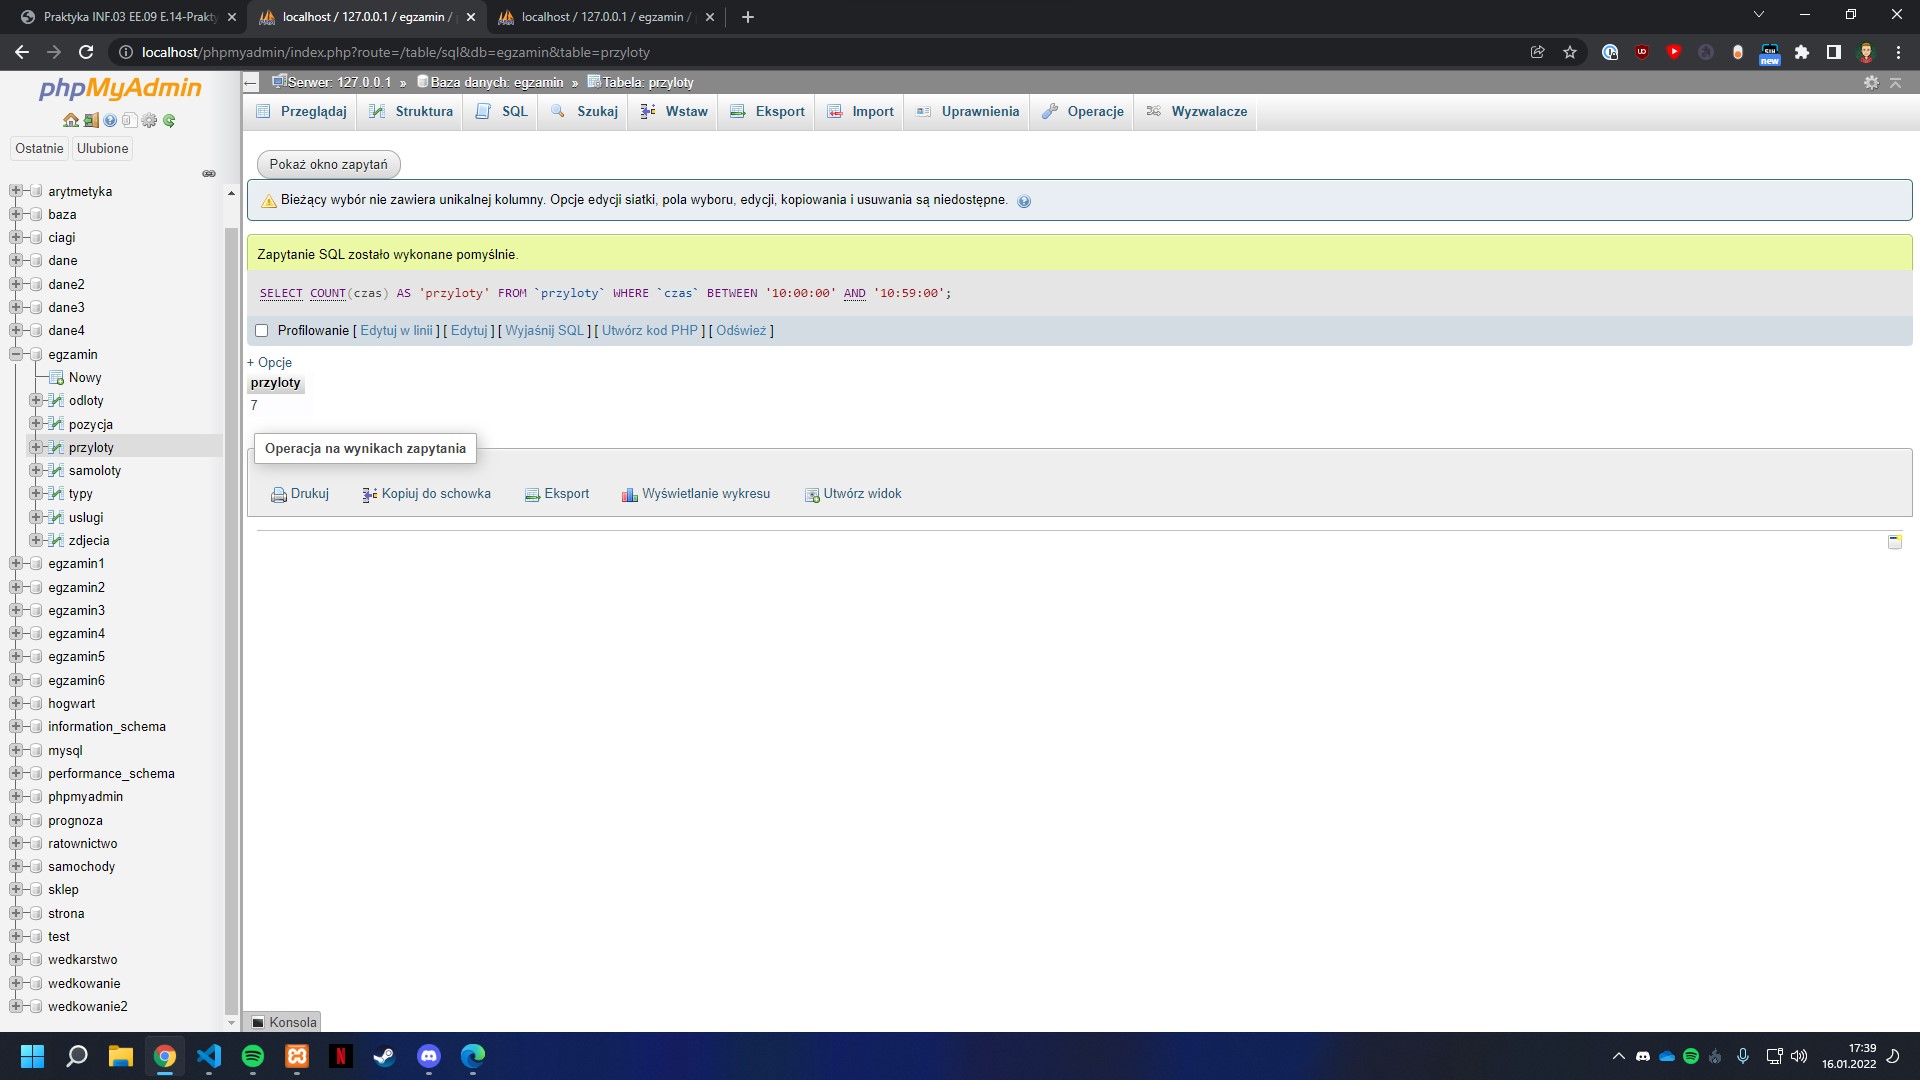 Praktyka INF.03 EE.09 E.14-Prakty
localhost / 127.0.0.1 / egzamin /
localhost / 127.0.0.1 / egzamin /
localhost/phpmyadmin/index.php?route=/table/sql&db=egzamin&table=przyloty
new
phpMyAdmin
Ostatnie
Ulubione
arytmetyka
baza
ciagi
dane
dane2
dane3
dane4
egzamin
Nowy
odloty
pozycja
przyloty
samoloty
typy
uslugi
zdjecia
egzamin1
egzamin2
egzamin3
egzamin4
egzamin5
egzamin6
hogwart
information_schema
mysql
performance_schema
phpmyadmin
prognoza
ratownictwo
samochody
sklep
strona
test
wedkarstwo
wedkowanie
wedkowanie2
Serwer: 127.0.0.1 » Baza danych: egzamin » Tabela: przyloty
Przeglądaj Struktura SQL Szukaj Wstaw Eksport Import Uprawnienia Operacje Wyzwalacze
Pokaż okno zapytań
Bieżący wybór nie zawiera unikalnej kolumny. Opcje edycji siatki, pola wyboru, edycji, kopiowania i usuwania są niedostępne.
Zapytanie SQL zostało wykonane pomyślnie.
SELECT COUNT(czas) AS 'przyloty' FROM `przyloty` WHERE `czas` BETWEEN '10:00:00' AND '10:59:00';
Profilowanie [ Edytuj w linii ] [ Edytuj ] [ Wyjaśnij SQL ] [ Utwórz kod PHP ] [ Odśwież ]
+ Opcje
przyloty
7
Operacja na wynikach zapytania
Drukuj Kopiuj do schowka Eksport Wyświetlanie wykresu Utwórz widok
Konsola
17:39
16.01.2022